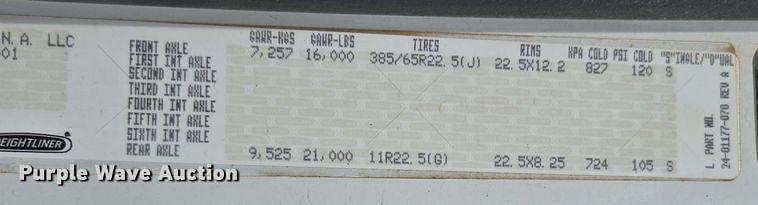 N.A. LLC
01
GAWR-KGS GAWR-LBS TIRES RIMS KPA COLD PSI COLD "S"INGLE/"D"UAL
FRONT AXLE 7,257 16,000 385/65R22.5(J) 22.5X12.2 827 120 S
FIRST INT AXLE
SECOND INT AXLE
THIRD INT AXLE
FOURTH INT AXLE
FIFTH INT AXLE
SIXTH INT AXLE
REAR AXLE 9,525 21,000 11R22.5(G) 22.5X8.25 724 105 S
L PART NO.
24-01177-070 REV A
REIGHTLINER
Purple Wave Auction